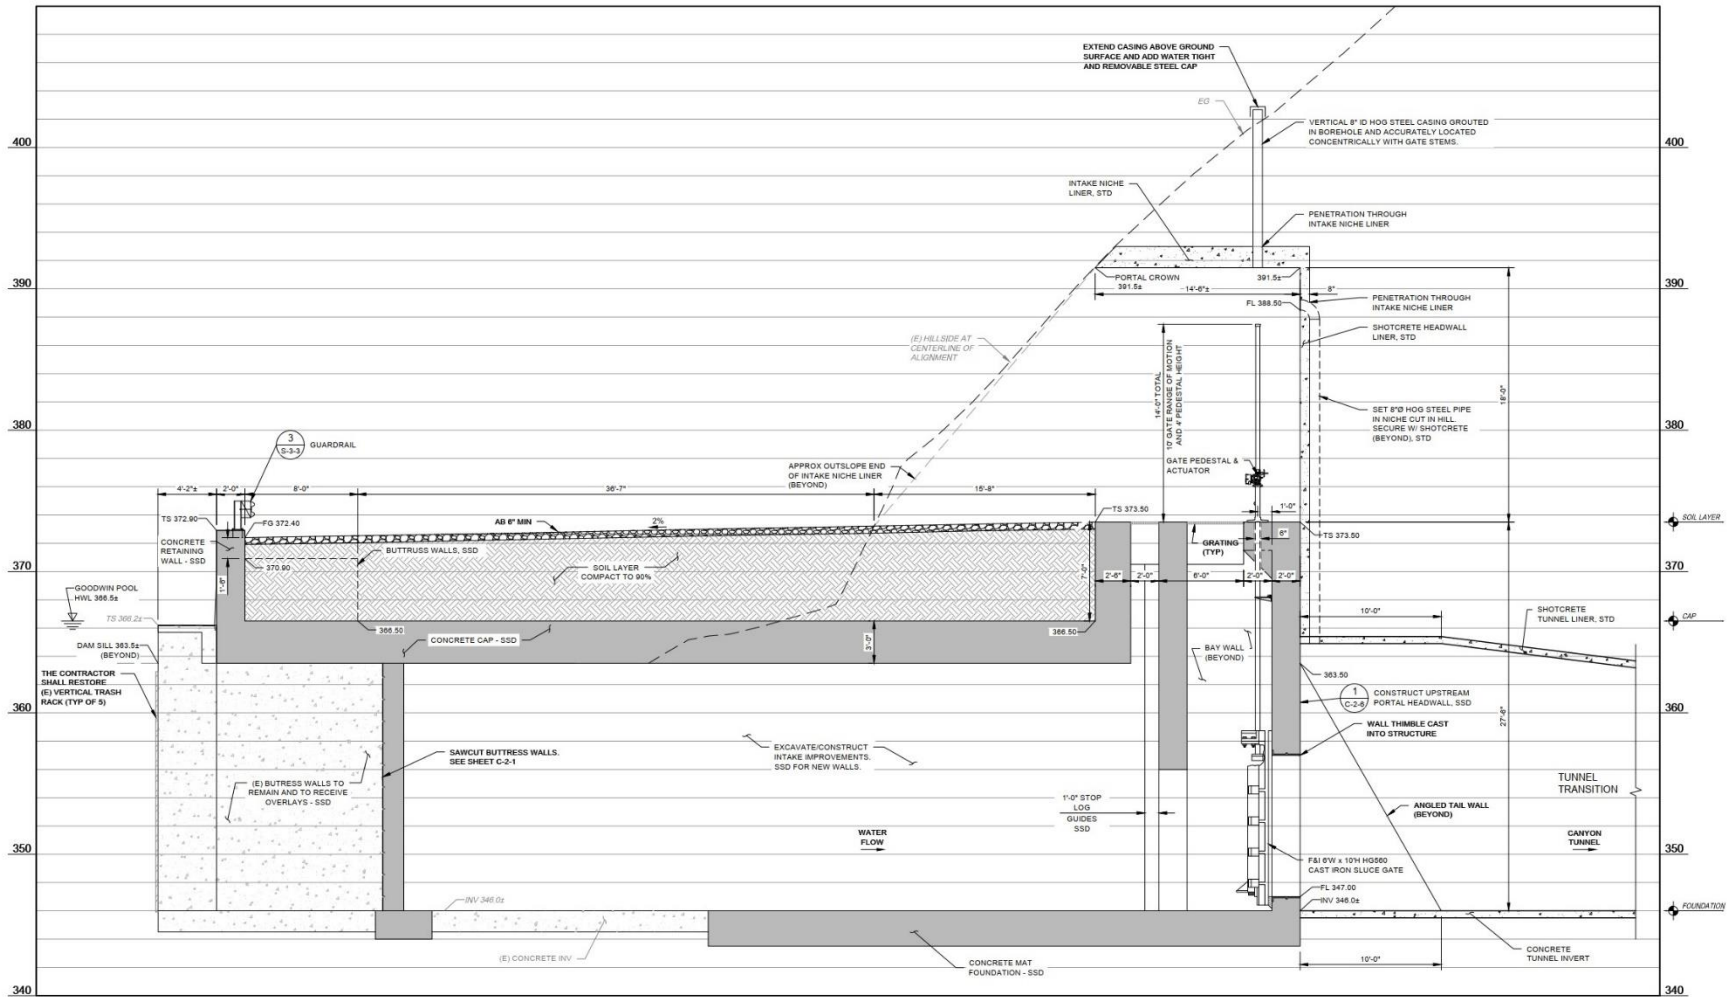 EXTEND CASING ABOVE GROUND
SURFACE AND ADD WATER TIGHT
AND REMOVABLE STEEL CAP
EG
VERTICAL 8" ID HOG STEEL CASING GROUTED
IN BOREHOLE AND ACCURATELY LOCATED
CONCENTRICALLY WITH GATE STEMS.
400
400
INTAKE NICHE
LINER, STD
PENETRATION THROUGH
INTAKE NICHE LINER
PORTAL CROWN
391.5±
391.5±
390
390
14'-6"±
8"
FL 388.50
PENETRATION THROUGH
INTAKE NICHE LINER
SHOTCRETE HEADWALL
LINER, STD
(E) HILLSIDE AT
CENTERLINE OF
ALIGNMENT
14'-0" TOTAL
10' GATE RANGE OF MOTION
AND 4' PEDESTAL HEIGHT
18'-0"
SET 8"Ø HOG STEEL PIPE
IN NICHE CUT IN HILL.
SECURE W/ SHOTCRETE
(BEYOND), STD
380
380
3
S-3-3
GUARDRAIL
APPROX OUTSLOPE END
OF INTAKE NICHE LINER
(BEYOND)
GATE PEDESTAL &
ACTUATOR
4'-2"±
2'-0"
8'-0"
36'-7"
15'-8"
1'-0"
TS 372.90
FG 372.40
AB 6" MIN
2%
TS 373.50
SOIL LAYER
TS 373.50
6"
GRATING
(TYP)
CONCRETE
RETAINING
WALL - SSD
BUTTRUSS WALLS, SSD
370.90
SOIL LAYER
COMPACT TO 90%
7'-0"
2'-6"
2'-0"
6'-0"
2'-0"
2'-0"
370
370
1'-6"
GOODWIN POOL
HWL 366.5±
TS 366.2±
366.50
CONCRETE CAP - SSD
366.50
3'-0"
10'-0"
SHOTCRETE
TUNNEL LINER, STD
CAP
DAM SILL 363.5±
(BEYOND)
BAY WALL
(BEYOND)
363.50
THE CONTRACTOR
SHALL RESTORE
(E) VERTICAL TRASH
RACK (TYP OF 5)
1
C-2-6
CONSTRUCT UPSTREAM
PORTAL HEADWALL, SSD
360
360
27'-6"
WALL THIMBLE CAST
INTO STRUCTURE
SAWCUT BUTTRESS WALLS.
SEE SHEET C-2-1
EXCAVATE/CONSTRUCT
INTAKE IMPROVEMENTS.
SSD FOR NEW WALLS.
(E) BUTRESS WALLS TO
REMAIN AND TO RECEIVE
OVERLAYS - SSD
TUNNEL
TRANSITION
1'-0" STOP
LOG
GUIDES
SSD
ANGLED TAIL WALL
(BEYOND)
WATER
FLOW
CANYON
TUNNEL
350
350
F&I 6'W x 10'H HG560
CAST IRON SLUCE GATE
FL 347.00
INV 346.0±
INV 346.0±
FOUNDATION
(E) CONCRETE INV
CONCRETE MAT
FOUNDATION - SSD
10'-0"
CONCRETE
TUNNEL INVERT
340
340